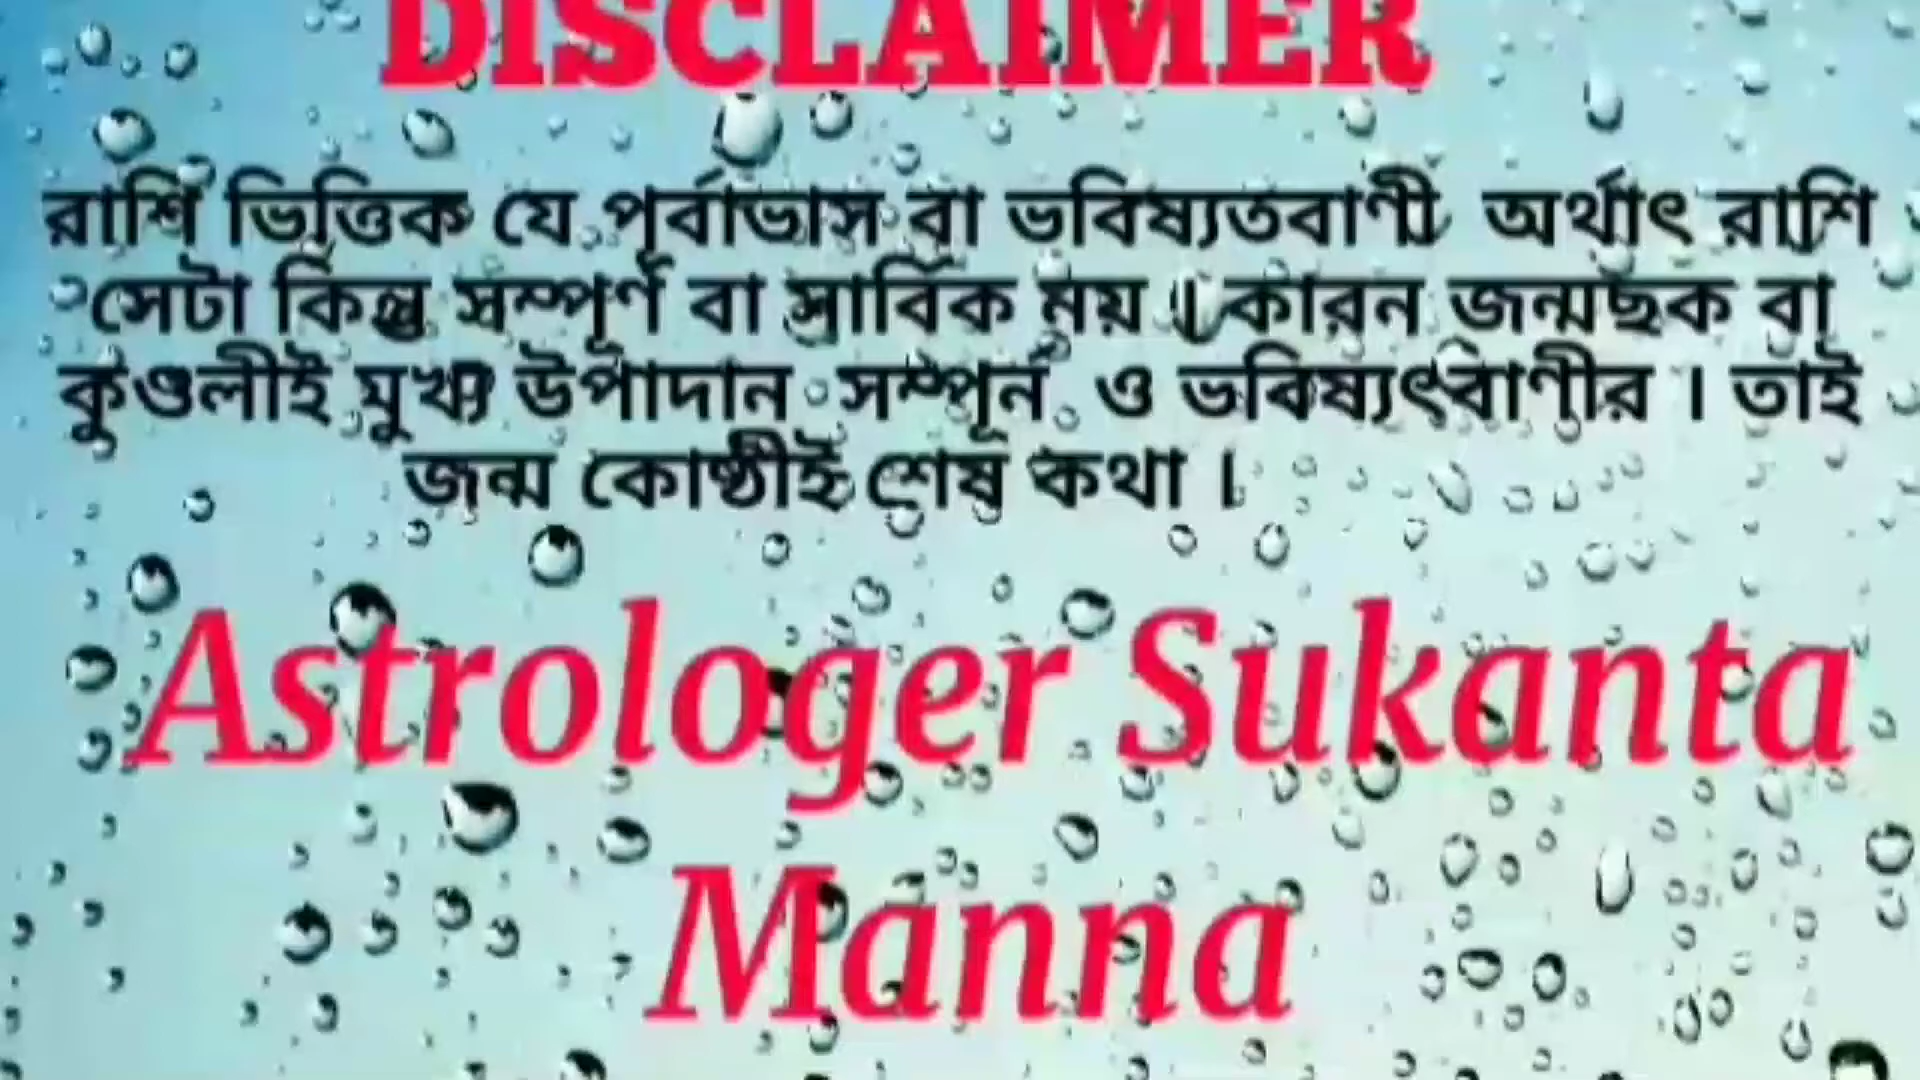 DISCLAIMER
রাশি ভিত্তিক যে পূর্বাভাস বা ভবিষ্যতবাণী অর্থাৎ রাশি
সেটা কিন্তু সম্পূর্ণ বা সার্বিক নয় । কারন জন্মছক বা
কুণ্ডলীই মুখ্য উপাদান সম্পূর্ন ও ভবিষ্যৎবাণীর । তাই
জন্ম কোষ্ঠীই শেষ কথা ।
Astrologer Sukanta
Manna